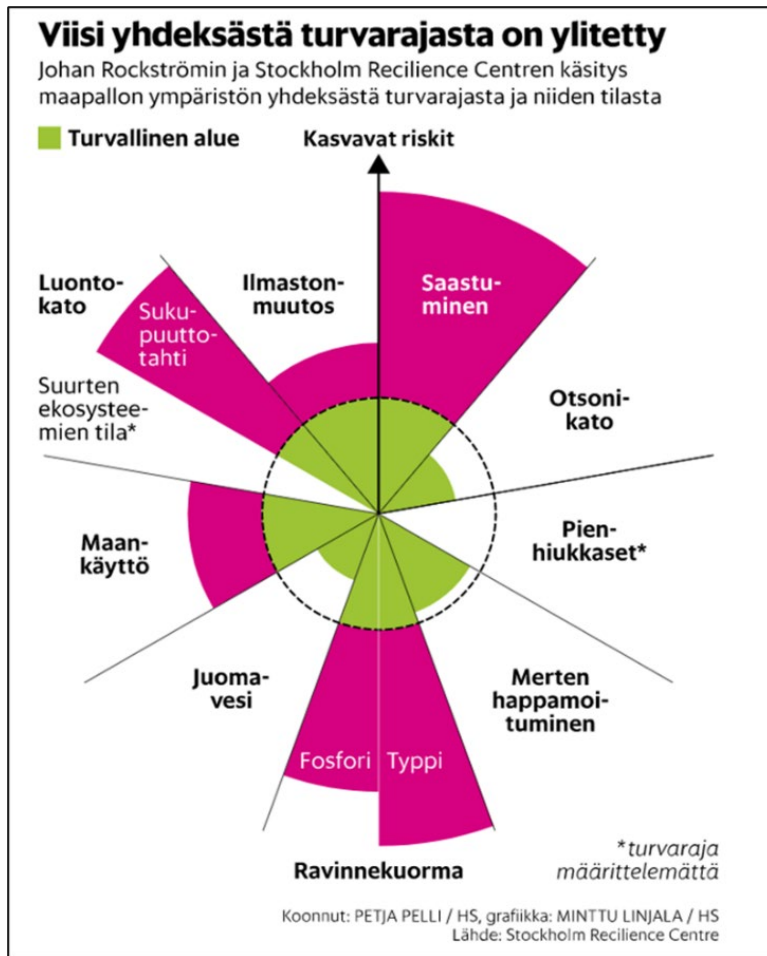 Viisi yhdeksästä turvarajasta on ylitetty
Johan Rockströmin ja Stockholm Recilience Centren käsitys
maapallon ympäristön yhdeksästä turvarajasta ja niiden tilasta
Turvallinen alue
Kasvavat riskit
Luonto-
kato
Suku-
puutto-
tahti
Suurten
ekosystee-
mien tila*
Ilmaston-
muutos
Saastu-
minen
Otsoni-
kato
Pien-
hiukkaset*
Maan-
käyttö
Juoma-
vesi
Merten
happamoi-
tuminen
Fosfori
Typpi
Ravinnekuorma
*turvaraja
määrittelemättä
Koonnut: PETJA PELLI / HS, grafiikka: MINTTU LINJALA / HS
Lähde: Stockholm Recilience Centre